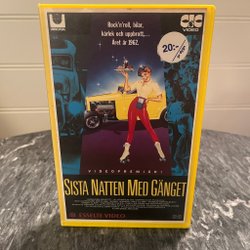 CIC
VIDEO
Rock'n'roll, bilar,
kärlek och uppbrott,...
Året är 1962.
20:-/
VIDEOPREMIÄR!
SISTA NATTEN MED GÄNGET
ESSELTE VIDEO